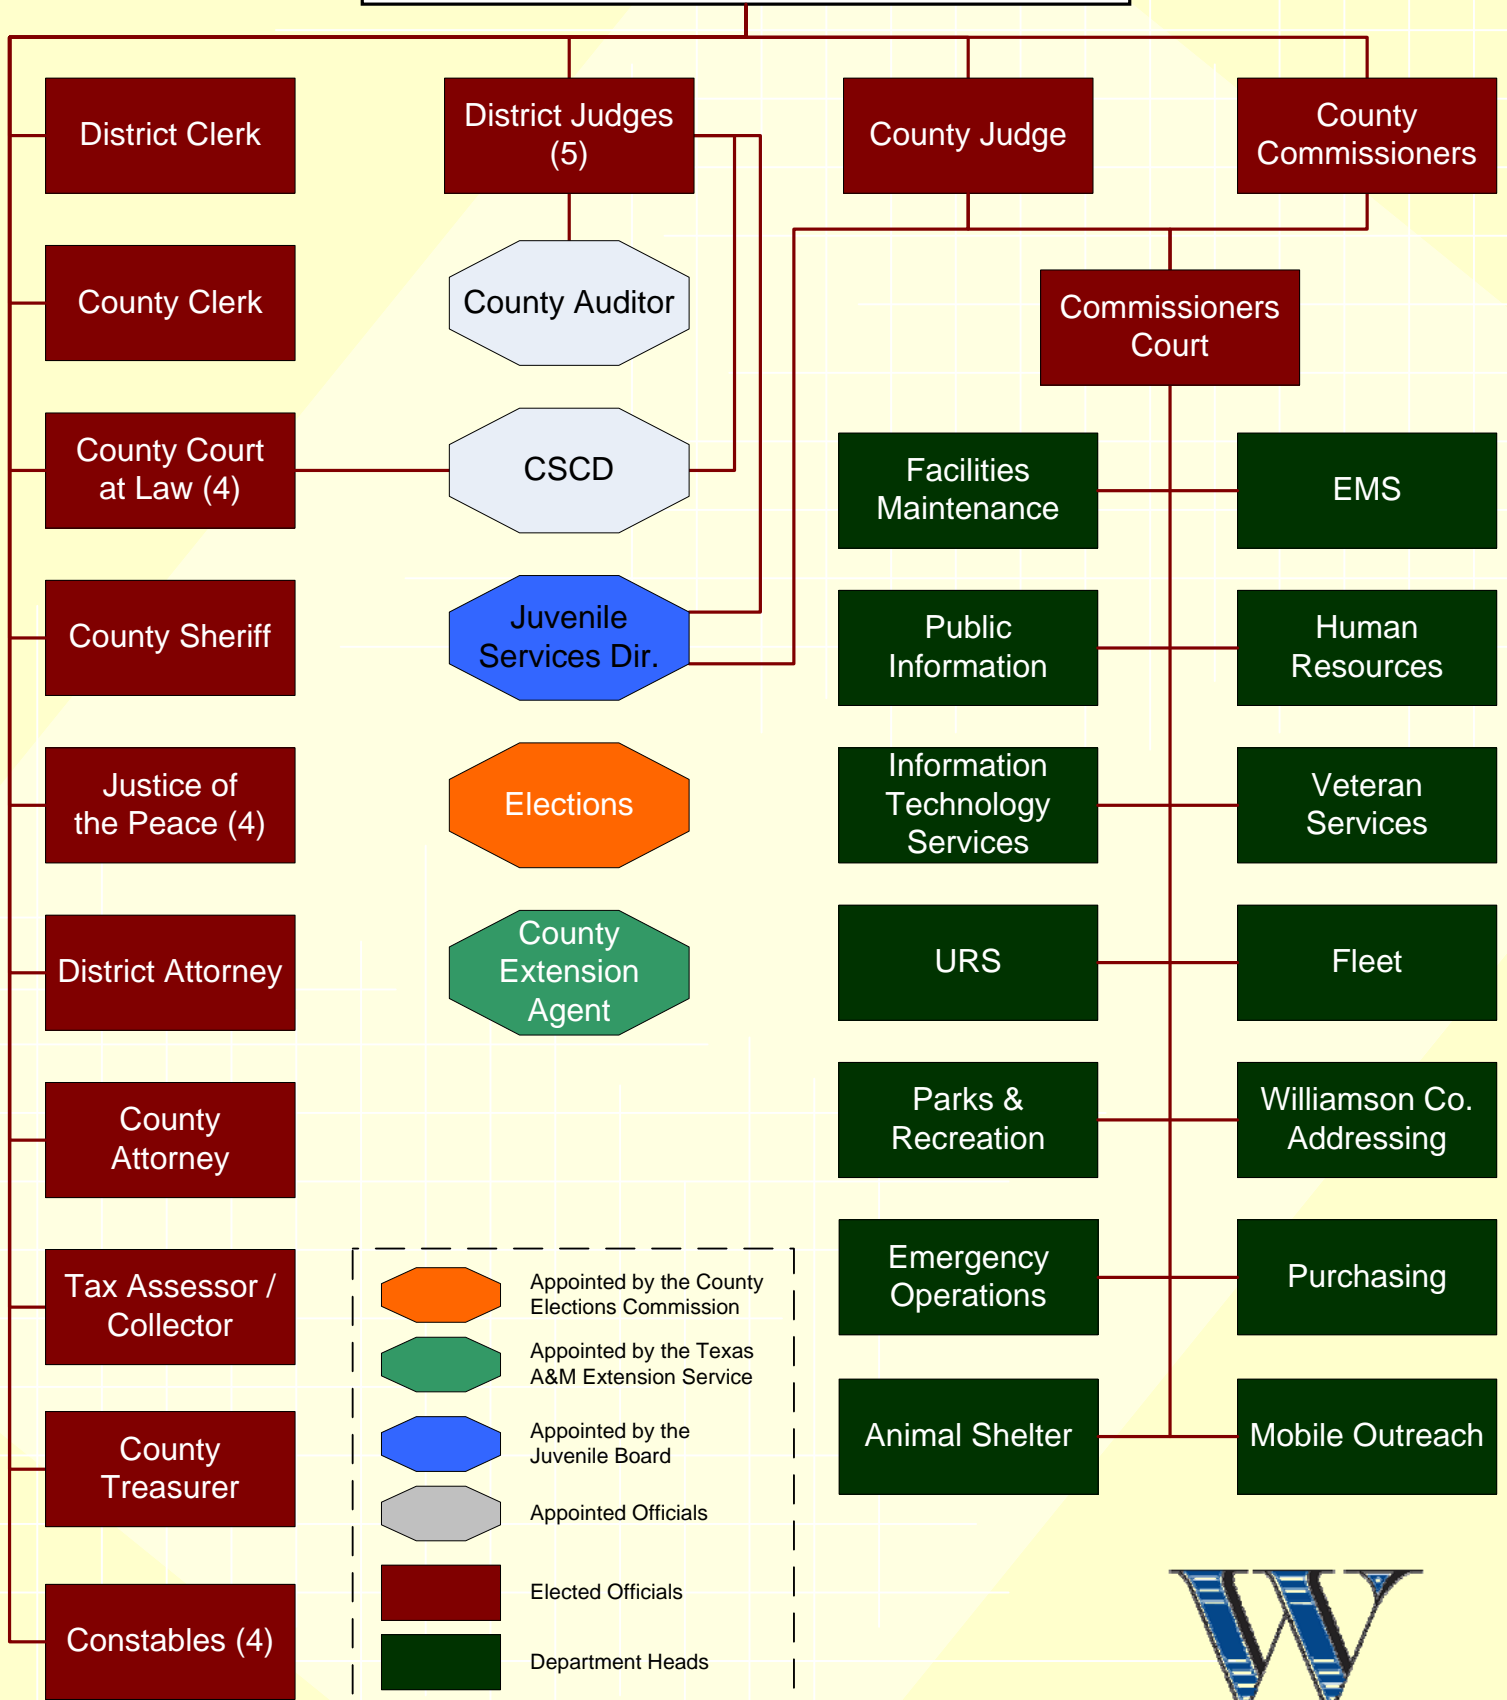 District Clerk
District Judges
(5)
County Judge
County
Commissioners
County Clerk
County Auditor
Commissioners
Court
County Court
at Law (4)
CSCD
Facilities
Maintenance
EMS
County Sheriff
Juvenile
Services Dir.
Public
Information
Human
Resources
Justice of
the Peace (4)
Elections
Information
Technology
Services
Veteran
Services
District Attorney
County
Extension
Agent
URS
Fleet
County
Attorney
Parks &
Recreation
Williamson Co.
Addressing
Tax Assessor /
Collector
Emergency
Operations
Purchasing
County
Treasurer
Animal Shelter
Mobile Outreach
Constables (4)
Appointed by the County
Elections Commission
Appointed by the Texas
A&M Extension Service
Appointed by the
Juvenile Board
Appointed Officials
Elected Officials
Department Heads
W